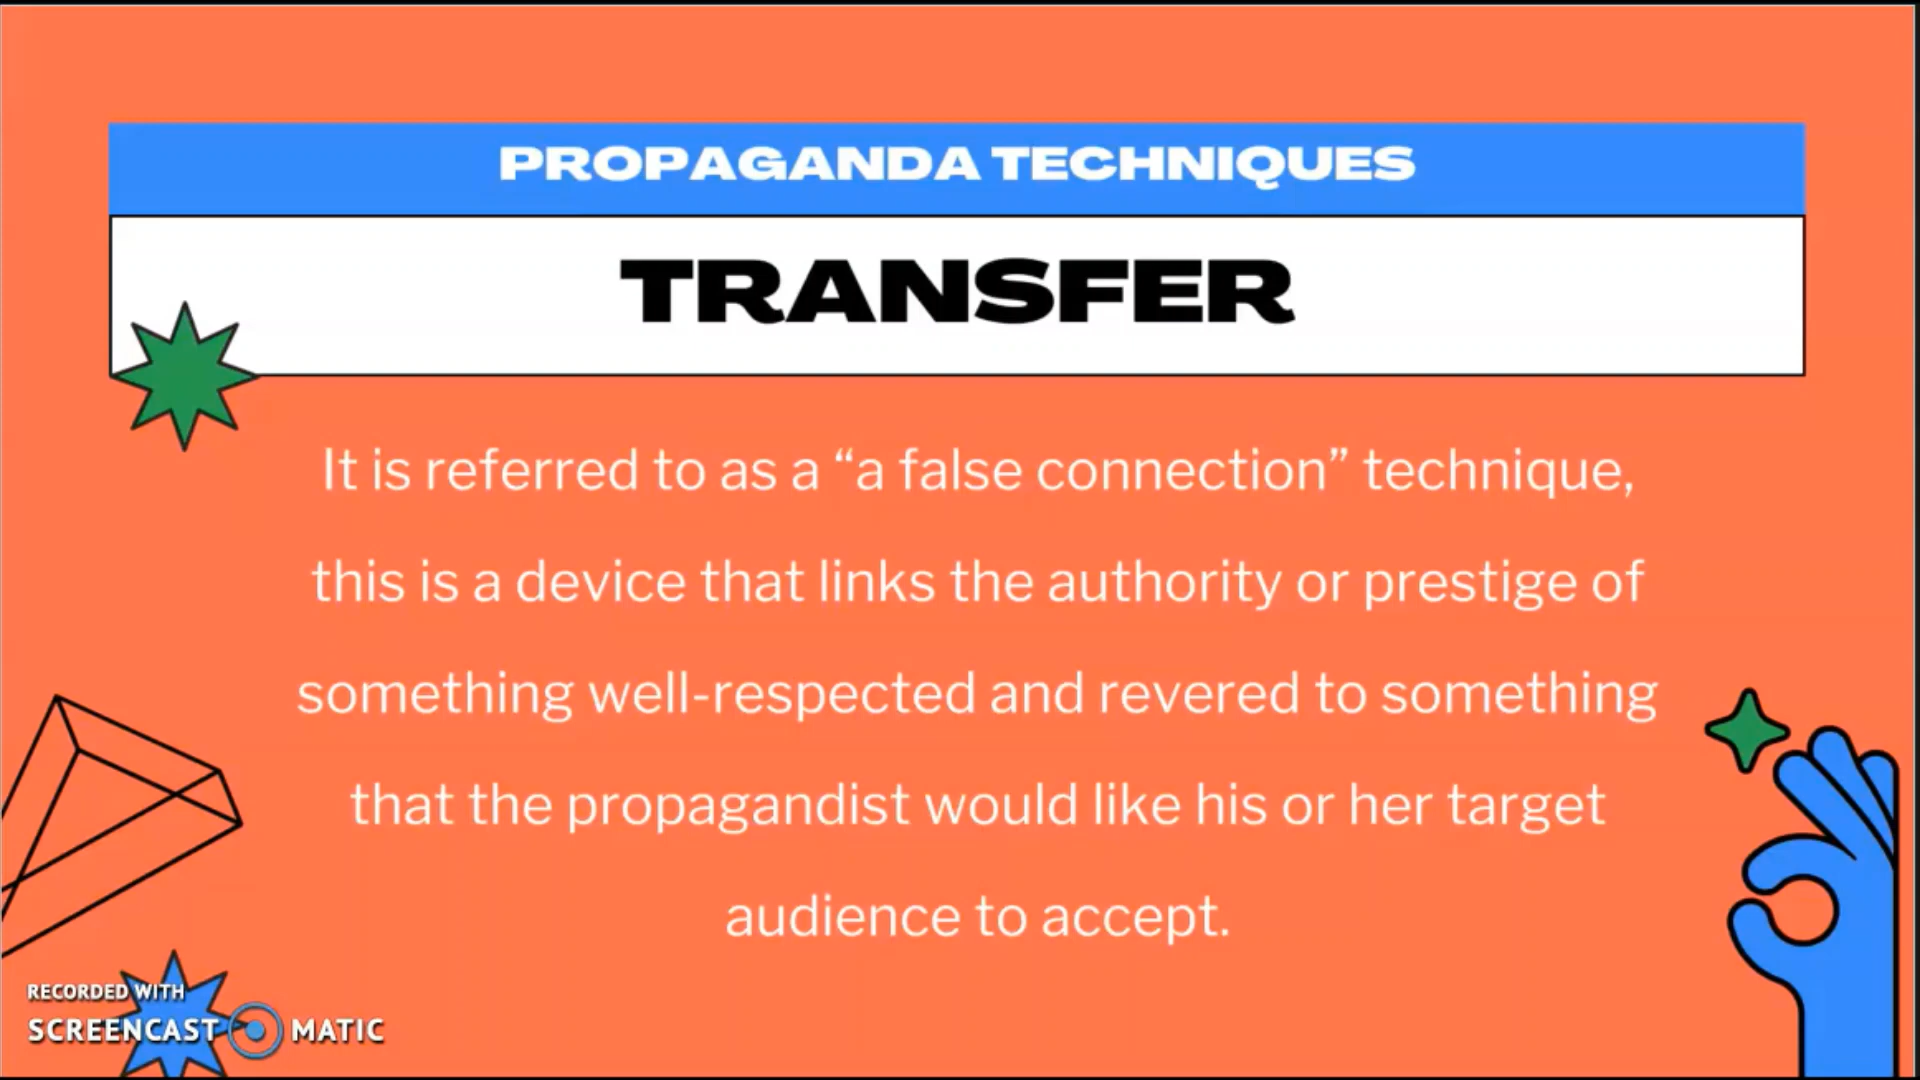 PROPAGANDA TECHNIQUES
TRANSFER
It is referred to as a “a false connection” technique,
this is a device that links the authority or prestige of
something well-respected and revered to something
that the propagandist would like his or her target
audience to accept.
RECORDED WITH
SCREENCAST MATIC